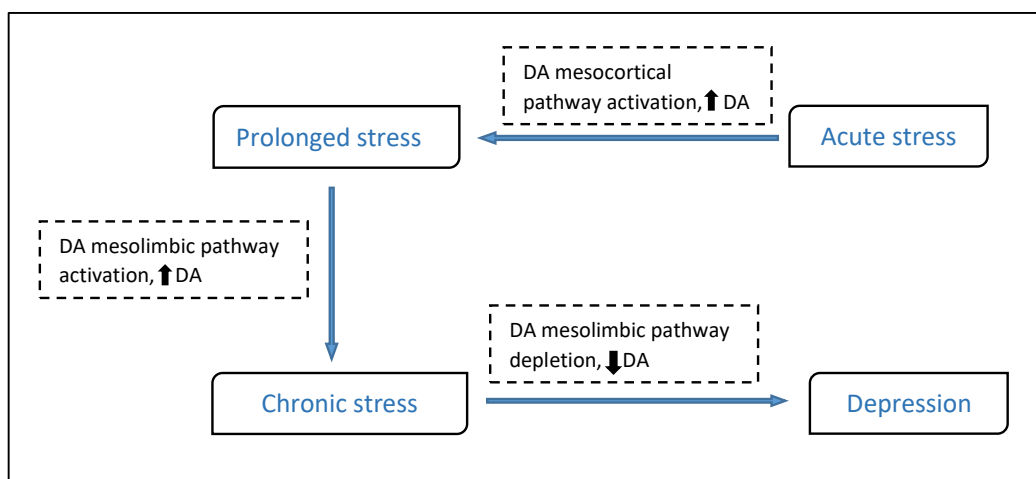 DA mesocortical
pathway activation, ⬆ DA
Prolonged stress
Acute stress
DA mesolimbic pathway
activation, ⬆ DA
DA mesolimbic pathway
depletion, ⬇ DA
Chronic stress
Depression